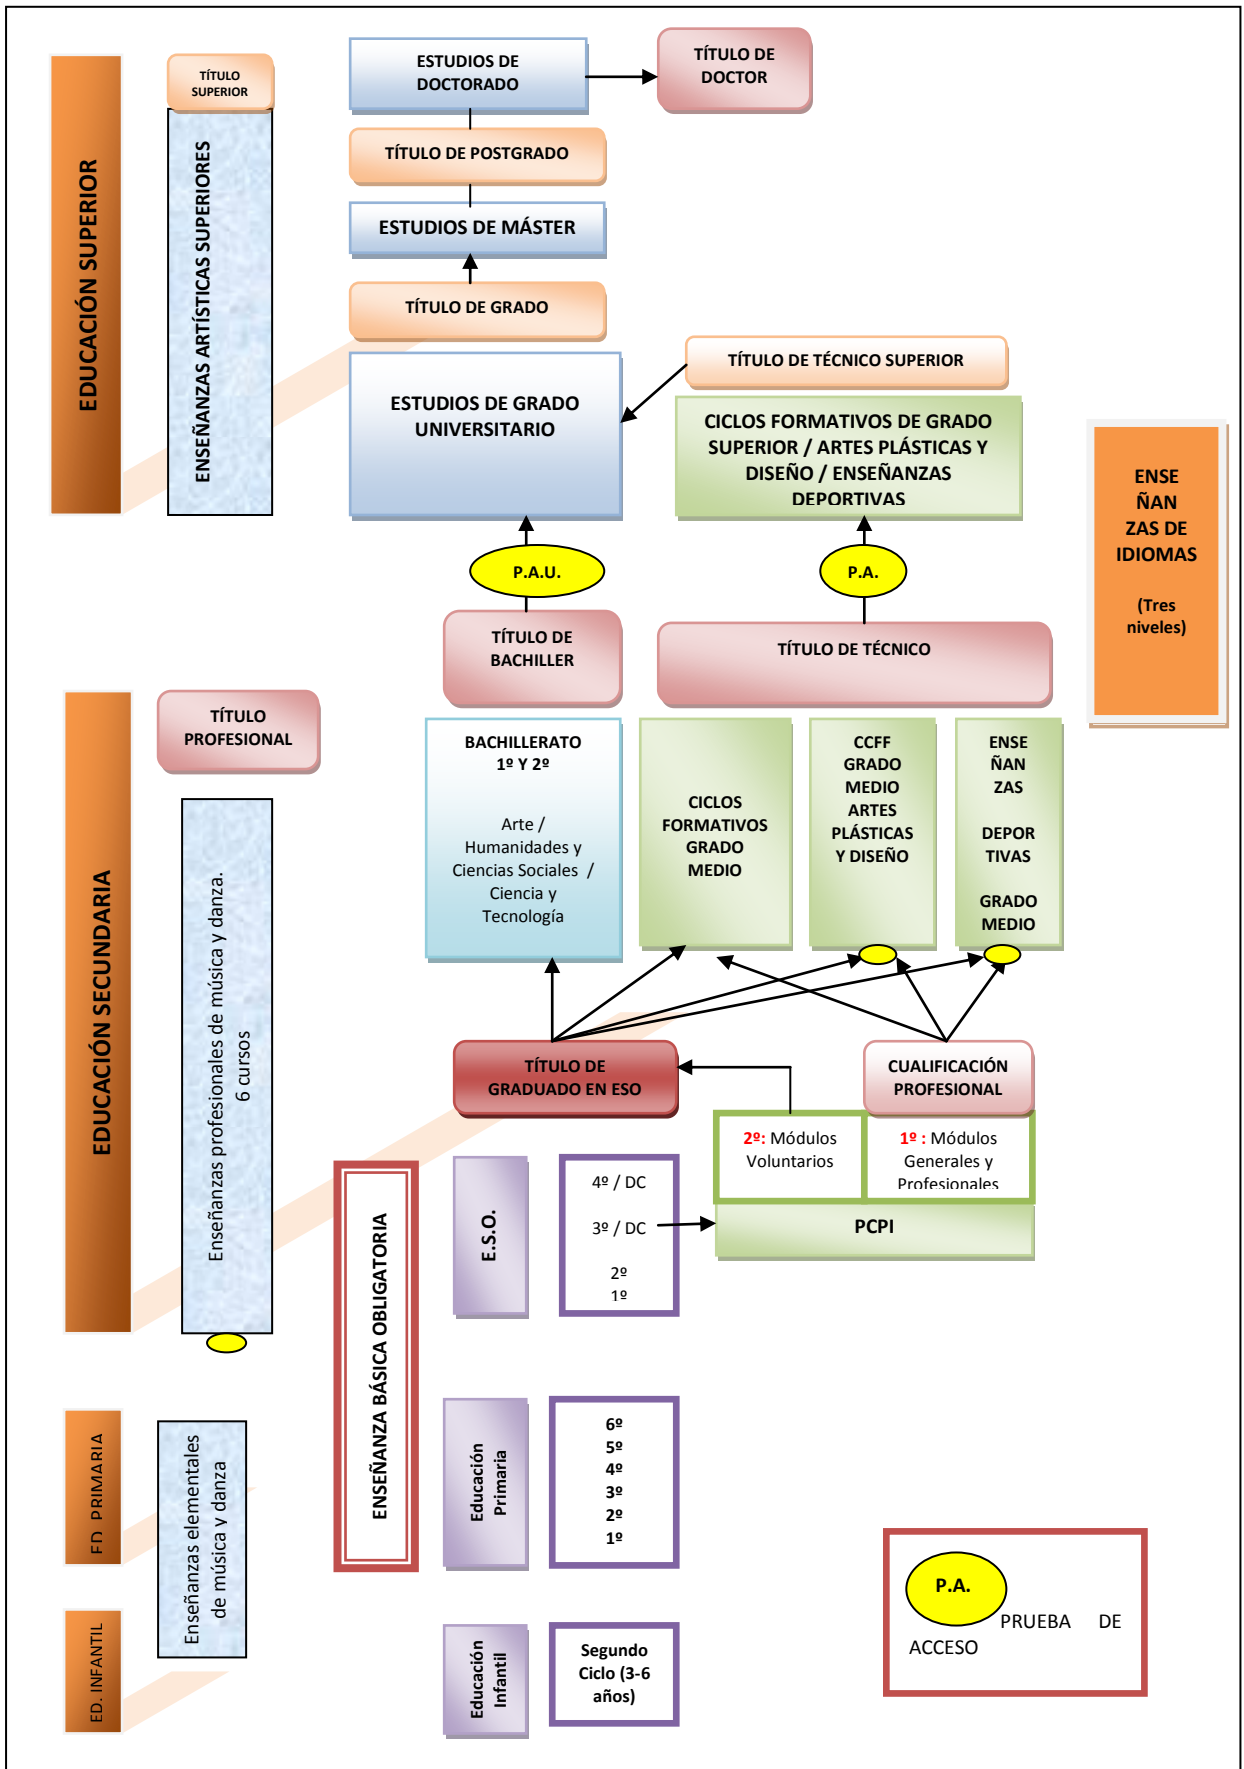 EDUCACIÓN SUPERIOR
TÍTULO
SUPERIOR
ENSEÑANZAS ARTÍSTICAS SUPERIORES
ESTUDIOS DE
DOCTORADO
TÍTULO DE
DOCTOR
TÍTULO DE POSTGRADO
ESTUDIOS DE MÁSTER
TÍTULO DE GRADO
ESTUDIOS DE GRADO
UNIVERSITARIO
TÍTULO DE TÉCNICO SUPERIOR
CICLOS FORMATIVOS DE GRADO
SUPERIOR / ARTES PLÁSTICAS Y
DISEÑO / ENSEÑANZAS
DEPORTIVAS
ENSE
ÑAN
ZAS DE
IDIOMAS
(Tres
niveles)
P.A.U.
P.A.
TÍTULO DE
BACHILLER
TÍTULO DE TÉCNICO
EDUCACIÓN SECUNDARIA
TÍTULO
PROFESIONAL
Enseñanzas profesionales de música y danza.
6 cursos
BACHILLERATO
1º Y 2º
Arte /
Humanidades y
Ciencias Sociales /
Ciencia y
Tecnología
CICLOS
FORMATIVOS
GRADO
MEDIO
CCFF
GRADO
MEDIO
ARTES
PLÁSTICAS
Y DISEÑO
ENSE
ÑAN
ZAS
DEPOR
TIVAS
GRADO
MEDIO
TÍTULO DE
GRADUADO EN ESO
CUALIFICACIÓN
PROFESIONAL
2º: Módulos
Voluntarios
1º : Módulos
Generales y
Profesionales
PCPI
ENSEÑANZA BÁSICA OBLIGATORIA
E.S.O.
4º / DC
3º / DC
2º
1º
ED. PRIMARIA
Enseñanzas elementales
de música y danza
Educación
Primaria
6º
5º
4º
3º
2º
1º
ED. INFANTIL
Educación
Infantil
Segundo
Ciclo (3-6
años)
P.A.
PRUEBA DE
ACCESO